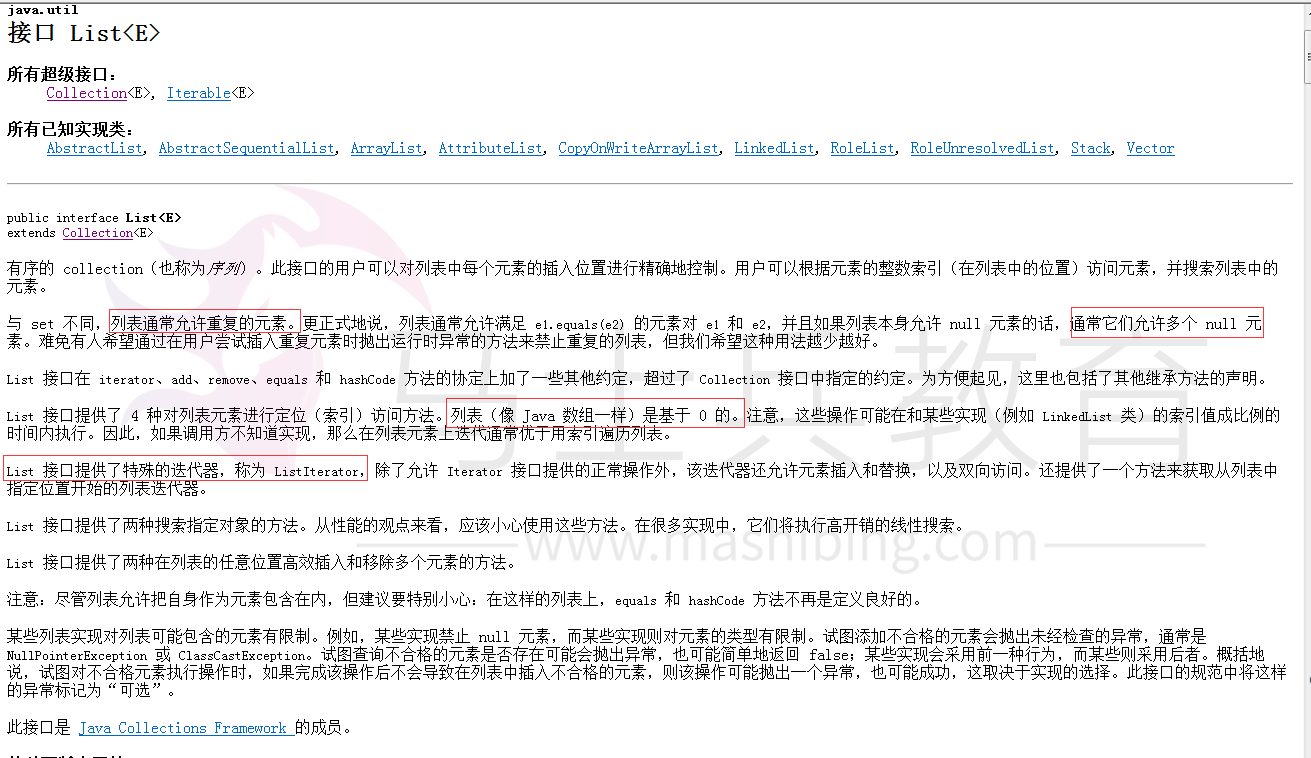 java.util
接口 List<E>
所有超级接口：
Collection<E>, Iterable<E>
所有已知实现类：
AbstractList, AbstractSequentialList, ArrayList, AttributeList, CopyOnWriteArrayList, LinkedList, RoleList, RoleUnresolvedList, Stack, Vector
public interface List<E>
extends Collection<E>
有序的 collection（也称为序列）。此接口的用户可以对列表中每个元素的插入位置进行精确地控制。用户可以根据元素的整数索引（在列表中的位置）访问元素，并搜索列表中的
元素。
与 set 不同，列表通常允许重复的元素。更正式地说，列表通常允许满足 e1.equals(e2) 的元素对 e1 和 e2，并且如果列表本身允许 null 元素的话，通常它们允许多个 null 元
素。难免有人希望通过在用户尝试插入重复元素时抛出运行时异常的方法来禁止重复的列表，但我们希望这种用法越少越好。
List 接口在 iterator、add、remove、equals 和 hashCode 方法的协定上加了一些其他约定，超过了 Collection 接口中指定的约定。为方便起见，这里也包括了其他继承方法的声明。
List 接口提供了 4 种对列表元素进行定位（索引）访问方法。列表（像 Java 数组一样）是基于 0 的。注意，这些操作可能在和某些实现（例如 LinkedList 类）的索引值成比例的
时间内执行。因此，如果调用方不知道实现，那么在列表元素上迭代通常优于用索引遍历列表。
List 接口提供了特殊的迭代器，称为 ListIterator，除了允许 Iterator 接口提供的正常操作外，该迭代器还允许元素插入和替换，以及双向访问。还提供了一个方法来获取从列表中
指定位置开始的列表迭代器。
List 接口提供了两种搜索指定对象的方法。从性能的观点来看，应该小心使用这些方法。在很多实现中，它们将执行高开销的线性搜索。
List 接口提供了两种在列表的任意位置高效插入和移除多个元素的方法。
注意：尽管列表允许把自身作为元素包含在内，但建议要特别小心：在这样的列表上，equals 和 hashCode 方法不再是定义良好的。
某些列表实现对列表可能包含的元素有限制。例如，某些实现禁止 null 元素，而某些实现则对元素的类型有限制。试图添加不合格的元素会抛出未经检查的异常，通常是
NullPointerException 或 ClassCastException。试图查询不合格的元素是否存在可能会抛出异常，也可能简单地返回 false；某些实现会采用前一种行为，而某些则采用后者。概括地
说，试图对不合格元素执行操作时，如果完成该操作后不会导致在列表中插入不合格的元素，则该操作可能抛出一个异常，也可能成功，这取决于实现的选择。此接口的规范中将这样
的异常标记为“可选”。
此接口是 Java Collections Framework 的成员。
马士兵教育
www.mashibing.com